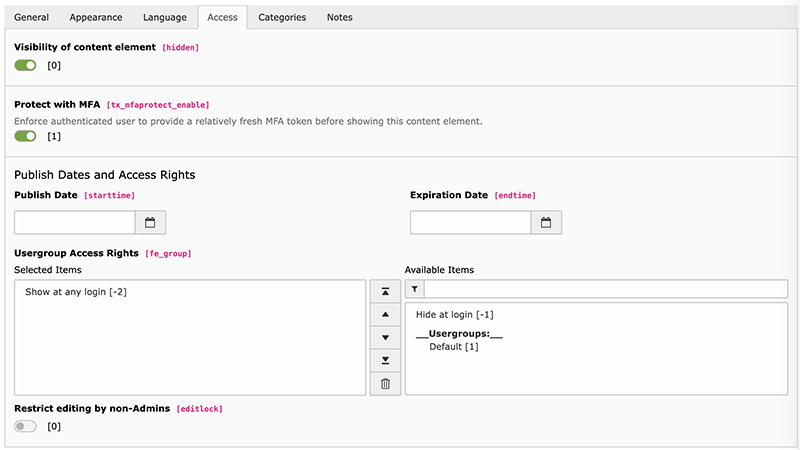 General Appearance Language Access Categories Notes
Visibility of content element [hidden]
[0]
Protect with MFA [tx_mfaprotect_enable]
Enforce authenticated user to provide a relatively fresh MFA token before showing this content element.
[1]
Publish Dates and Access Rights
Publish Date [starttime]
Expiration Date [endtime]
Usergroup Access Rights [fe_group]
Selected Items
Show at any login [-2]
Available Items
Hide at login [-1]
__Usergroups:__
Default [1]
Restrict editing by non-Admins [editlock]
[0]